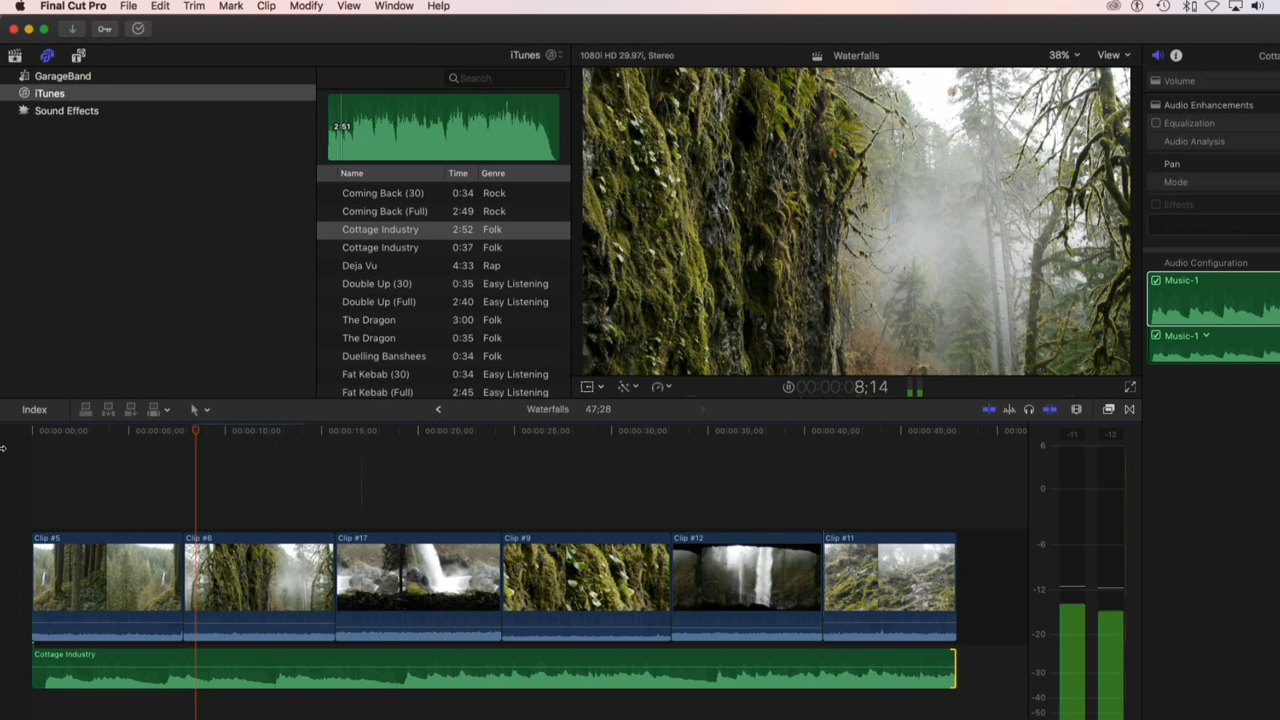 Final Cut Pro File Edit Trim Mark Clip Modify View Window Help
iTunes
1080i HD 29.97i, Stereo
Waterfalls
38%
View
GarageBand
iTunes
Sound Effects
Search
2:51
Name Time Genre
Coming Back (30) 0:34 Rock
Coming Back (Full) 2:49 Rock
Cottage Industry 2:52 Folk
Cottage Industry 0:37 Folk
Deja Vu 4:33 Rap
Double Up (30) 0:35 Easy Listening
Double Up (Full) 2:40 Easy Listening
The Dragon 3:00 Folk
The Dragon 0:35 Folk
Duelling Banshees 0:34 Folk
Fat Kebab (30) 0:34 Easy Listening
Fat Kebab (Full) 2:45 Easy Listening
00:00:08;14
Cotta
Volume
Audio Enhancements
Equalization
Audio Analysis
Pan
Mode
Effects
Audio Configuration
Music-1
Music-1
Index
Waterfalls 47:28
00:00:00;00 00:00:05;00 00:00:10;00 00:00:15;00 00:00:20;00 00:00:25;00 00:00:30;00 00:00:35;00 00:00:40;00 00:00:45;00 00:00
Clip #5 Clip #6 Clip #17 Clip #9 Clip #12 Clip #11
Cottage Industry
-11 -12
6
0
-6
-12
-20
-30
-40
-50